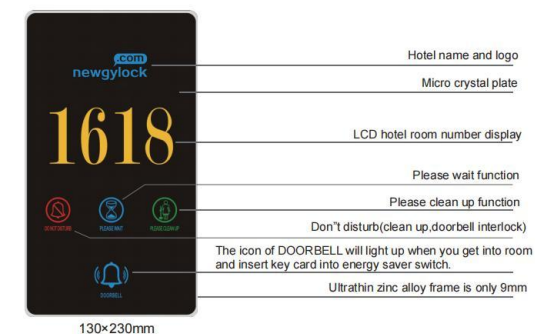 .com
newgylock
Hotel name and logo
Micro crystal plate
1618
LCD hotel room number display
Please wait function
Please clean up function
DO NOT DISTURB
PLEASE WAIT
PLEASE CLEAN UP
Don"t disturb(clean up,doorbell interlock)
The icon of DOORBELL will light up when you get into room
and insert key card into energy saver switch.
DOORBELL
Ultrathin zinc alloy frame is only 9mm
130×230mm